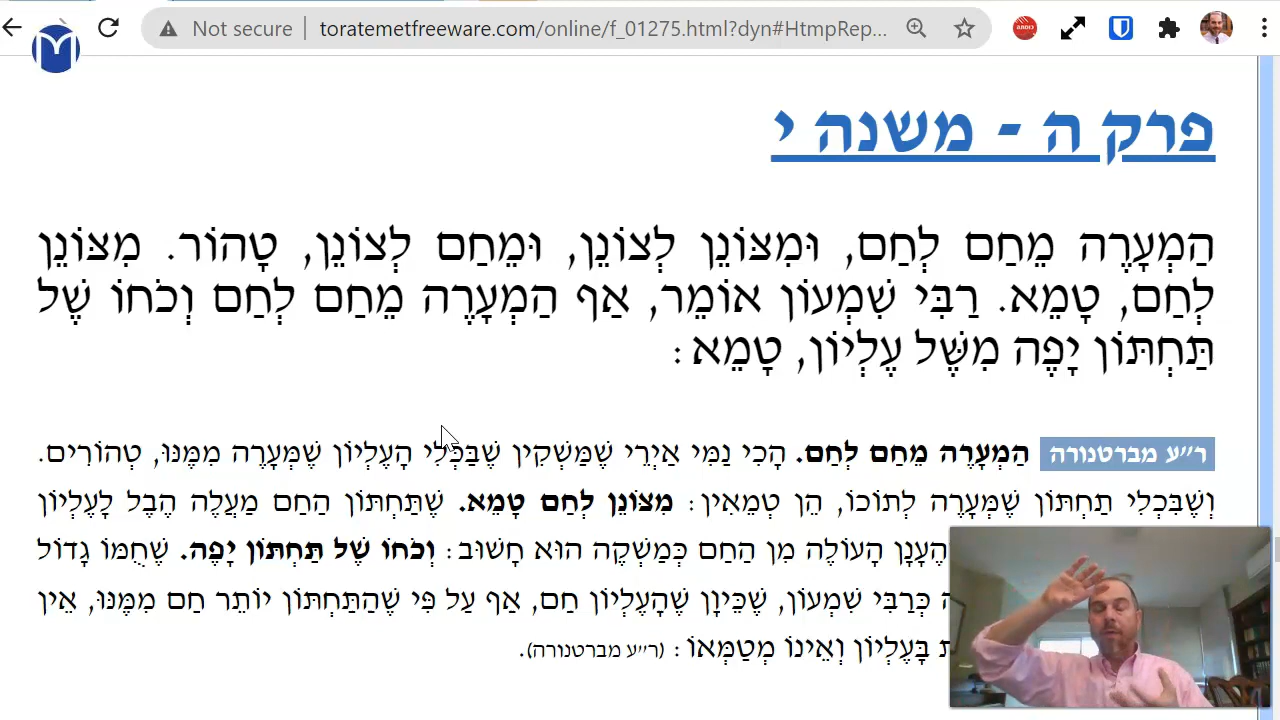 Not secure
toratemetfreeware.com/online/f_01275.html?dyn#HtmpRep...
פרק ה - משנה י
הַמְעָרֶה מֵחַם לְחַם, וּמִצּוֹנֵן לְצוֹנֵן, וּמֵחַם לְצוֹנֵן, טָהוֹר. מִצּוֹנֵן
לְחַם, טָמֵא. רַבִּי שִׁמְעוֹן אוֹמֵר, אַף הַמְעָרֶה מֵחַם לְחַם וְכֹחוֹ שֶׁל
תַּחְתּוֹן יָפֶה מִשֶּׁל עֶלְיוֹן, טָמֵא:
ר״ע מברטנורה הַמְּעָרֶה מֵחַם לְחַם. הָכִי נַמִּי אַיְרֵי שֶׁמַּשְׁקִין שֶׁבַּכְּלִי הָעֶלְיוֹן שֶׁמְּעָרֶה מִמֶּנּוּ, טְהוֹרִים.
וְשֶׁבִּכְלִי תַחְתּוֹן שֶׁמְּעָרֶה לְתוֹכוֹ, הֵן טְמֵאִין: מִצּוֹנֵן לְחַם טָמֵא. שֶׁתַּחְתּוֹן הַחַם מַעֲלֶה הֶבֶל לָעֶלְיוֹן
הֶעָנָן הָעוֹלֶה מִן הַחַם כְּמַשְׁקֶה הוּא חָשׁוּב: וְכֹחוֹ שֶׁל תַּחְתּוֹן יָפֶה. שֶׁחֻמּוֹ גָדוֹל
כְּרַבִּי שִׁמְעוֹן, שֶׁכֵּיוָן שֶׁהָעֶלְיוֹן חַם, אַף עַל פִּי שֶׁהַתַּחְתּוֹן יוֹתֵר חַם מִמֶּנּוּ, אֵין
בָּעֶלְיוֹן וְאֵינוֹ מְטַמְּאוֹ: (ר״ע מברטנורה).